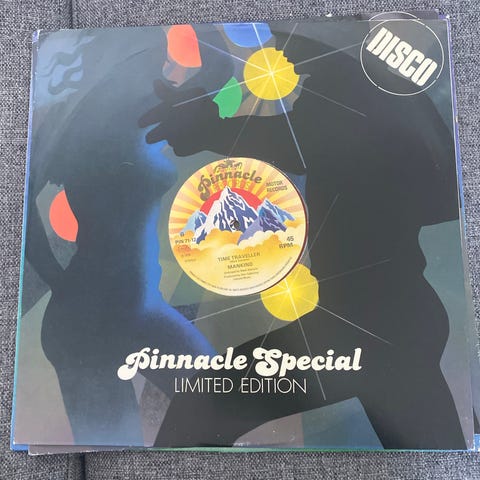 DISCO
Pinnacle
MOTOR
RECORDS
B
PIN 71-12
45
RPM
TIME TRAVELLER
MANKIND
Pinnacle Special
LIMITED EDITION